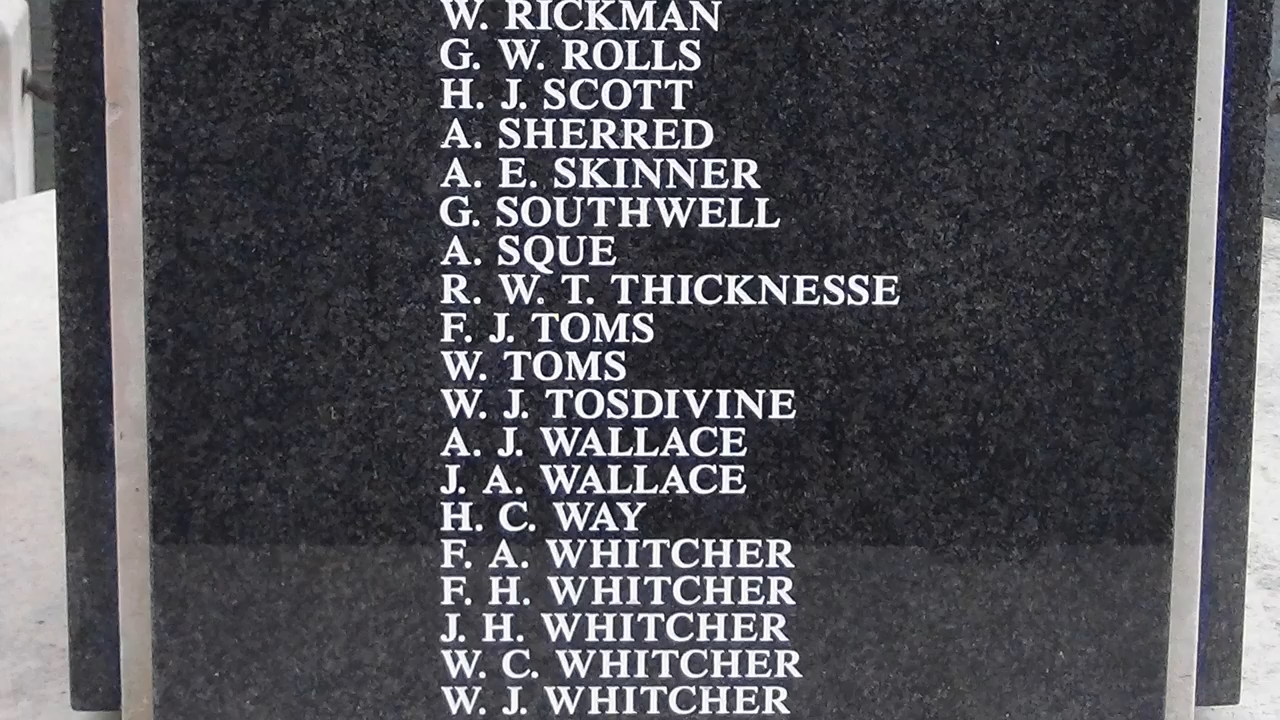 W. RICKMAN
G. W. ROLLS
H. J. SCOTT
A. SHERRED
A. E. SKINNER
G. SOUTHWELL
A. SQUE
R. W. T. THICKNESSE
F. J. TOMS
W. TOMS
W. J. TOSDIVINE
A. J. WALLACE
J. A. WALLACE
H. C. WAY
F. A. WHITCHER
F. H. WHITCHER
J. H. WHITCHER
W. C. WHITCHER
W. J. WHITCHER